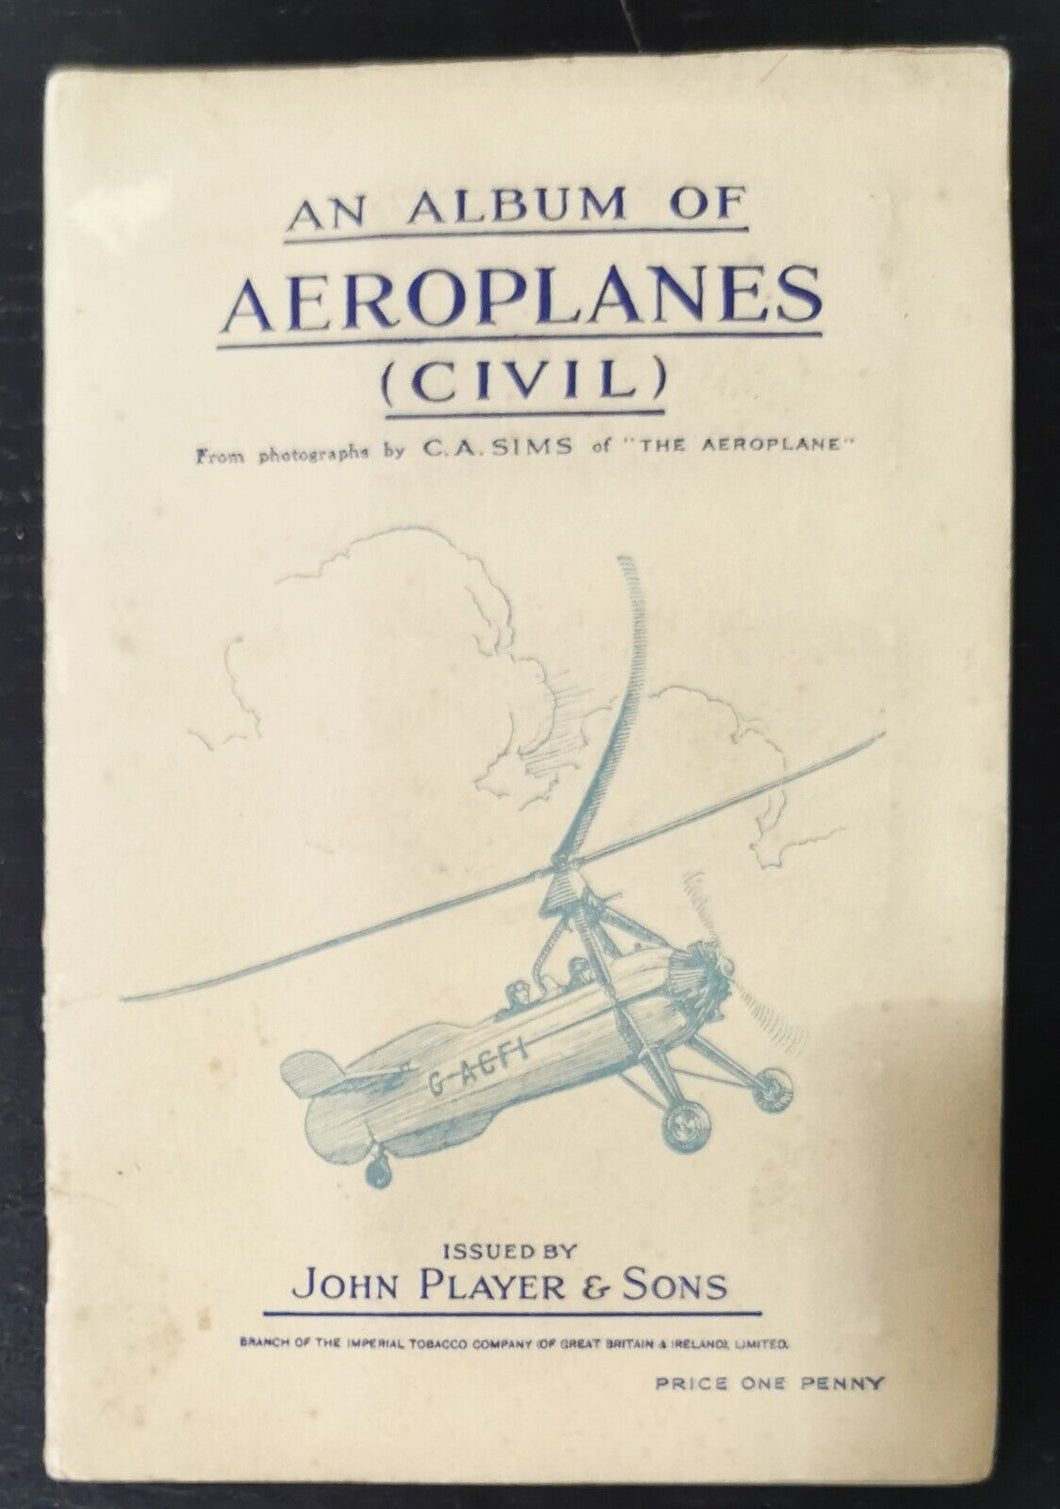 AN ALBUM OF
AEROPLANES
(CIVIL)
From photographs by C. A. SIMS of "THE AEROPLANE"
G-ACFI
ISSUED BY
JOHN PLAYER & SONS
BRANCH OF THE IMPERIAL TOBACCO COMPANY (OF GREAT BRITAIN & IRELAND), LIMITED.
PRICE ONE PENNY